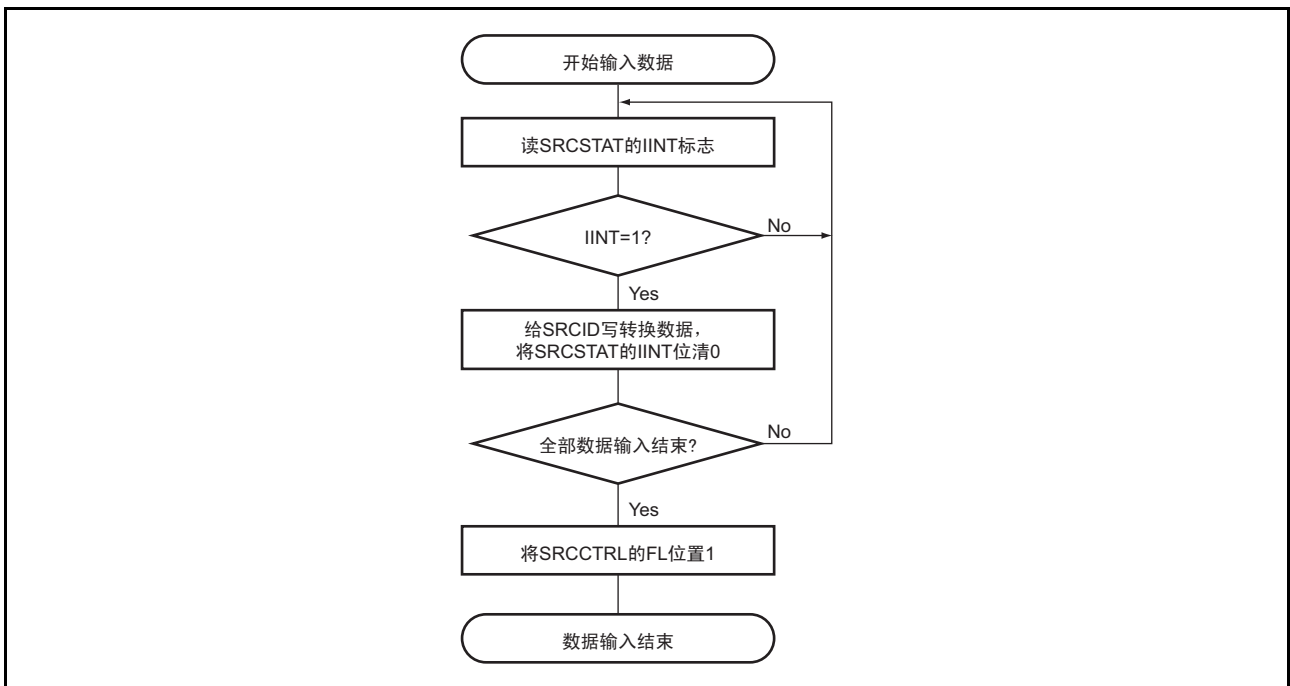 开始输入数据
读SRCSTAT的IINT标志
IINT=1?
No
Yes
给SRCID写转换数据，
将SRCSTAT的IINT位清0
全部数据输入结束?
No
Yes
将SRCCTRL的FL位置1
数据输入结束